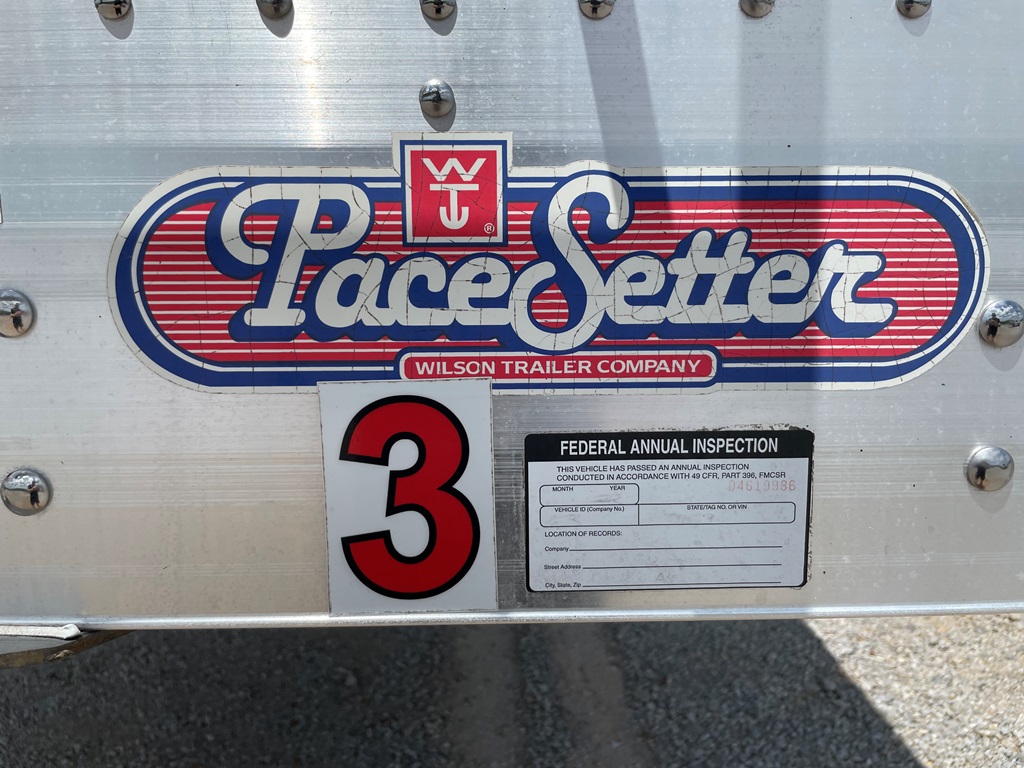 WTJ
®
PaceSetter
WILSON TRAILER COMPANY
3
FEDERAL ANNUAL INSPECTION
THIS VEHICLE HAS PASSED AN ANNUAL INSPECTION
CONDUCTED IN ACCORDANCE WITH 49 CFR, PART 396, FMCSR
MONTH YEAR
04619986
VEHICLE ID (Company No.) STATE/TAG NO. OR VIN
LOCATION OF RECORDS:
Company
Street Address
City, State, Zip